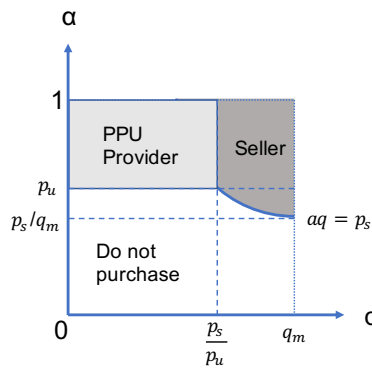 α
1
PPU
Provider
Seller
p_u
p_s/q_m
aq = p_s
Do not
purchase
0
p_s
p_u
q_m